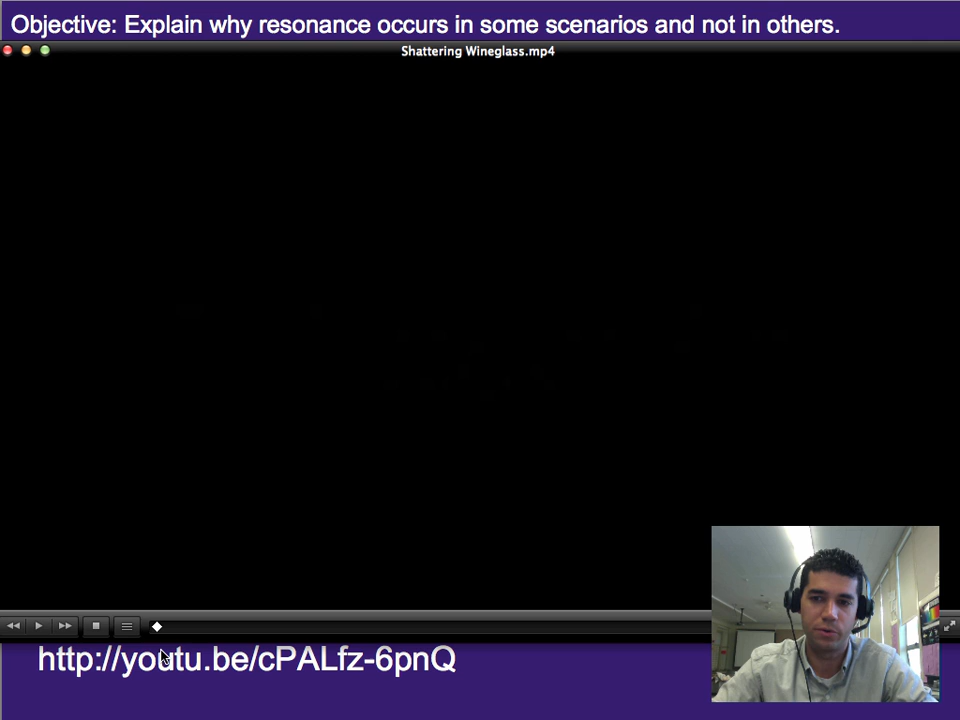 Objective: Explain why resonance occurs in some scenarios and not in others.
Shattering Wineglass.mp4
http://youtu.be/cPALfz-6pnQ